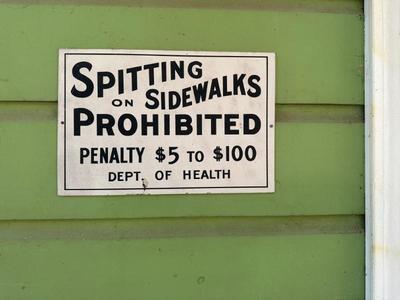 SPITTING
ON SIDEWALKS
PROHIBITED
PENALTY $5 TO $100
DEPT. OF HEALTH